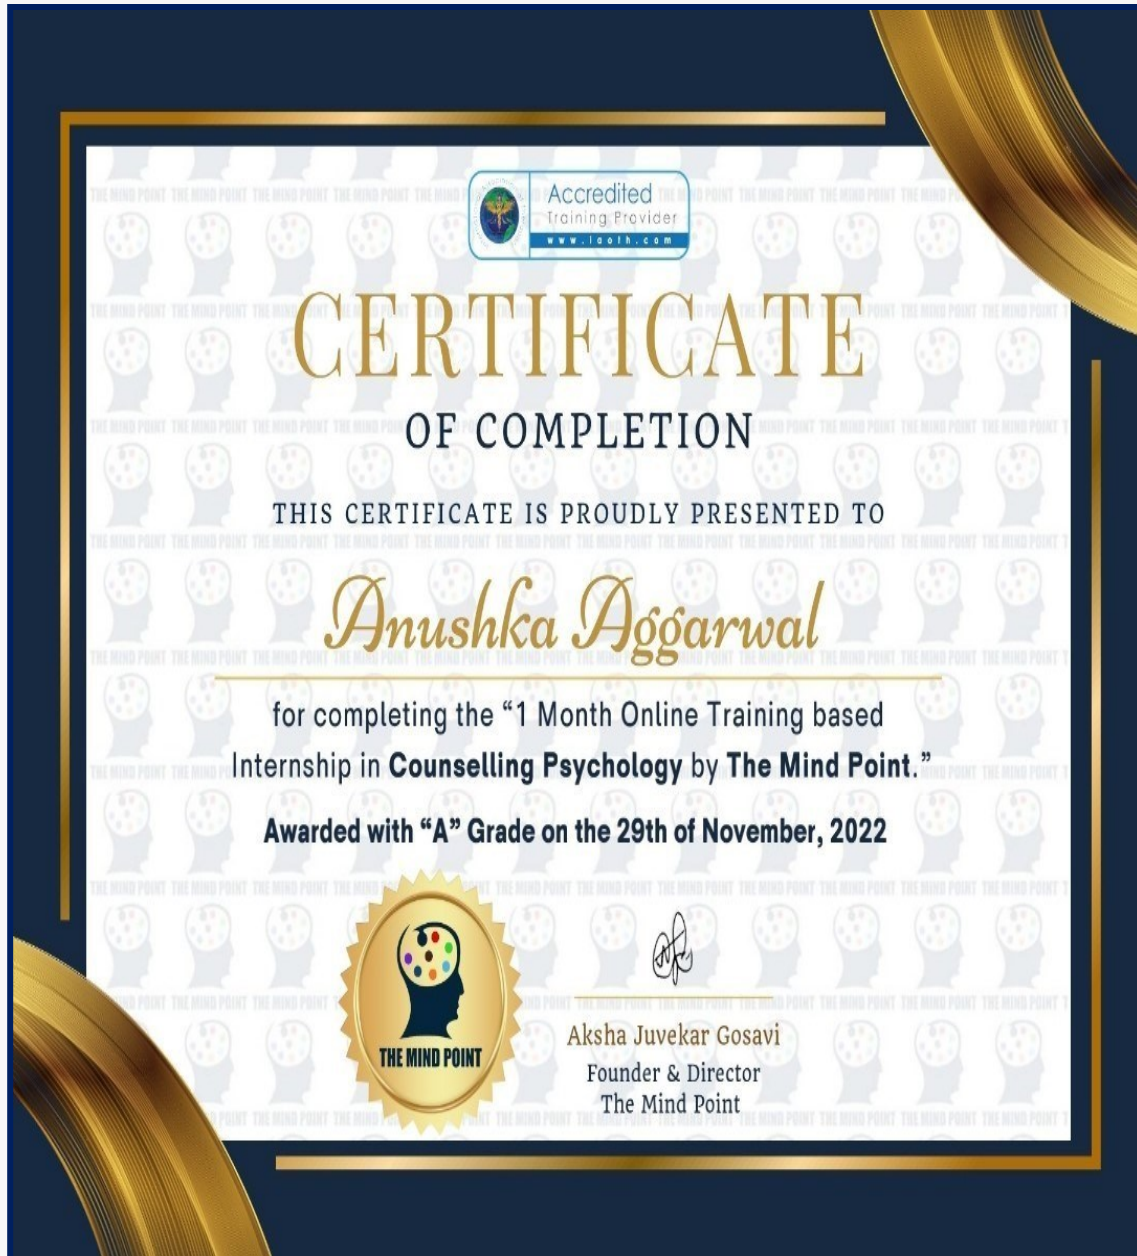 Accredited
Training Provider
www.iaoth.com
CERTIFICATE
OF COMPLETION
THIS CERTIFICATE IS PROUDLY PRESENTED TO
Anushka Aggarwal
for completing the “1 Month Online Training based
Internship in Counselling Psychology by The Mind Point.”
Awarded with “A” Grade on the 29th of November, 2022
THE MIND POINT
Aksha Juvekar Gosavi
Founder & Director
The Mind Point